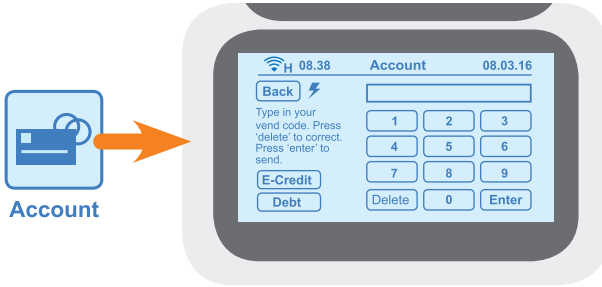 H 08.38 Account 08.03.16
Back
Type in your
vend code. Press
'delete' to correct.
Press 'enter' to
send.
E-Credit
Debt
1 2 3
4 5 6
7 8 9
Delete 0 Enter
Account